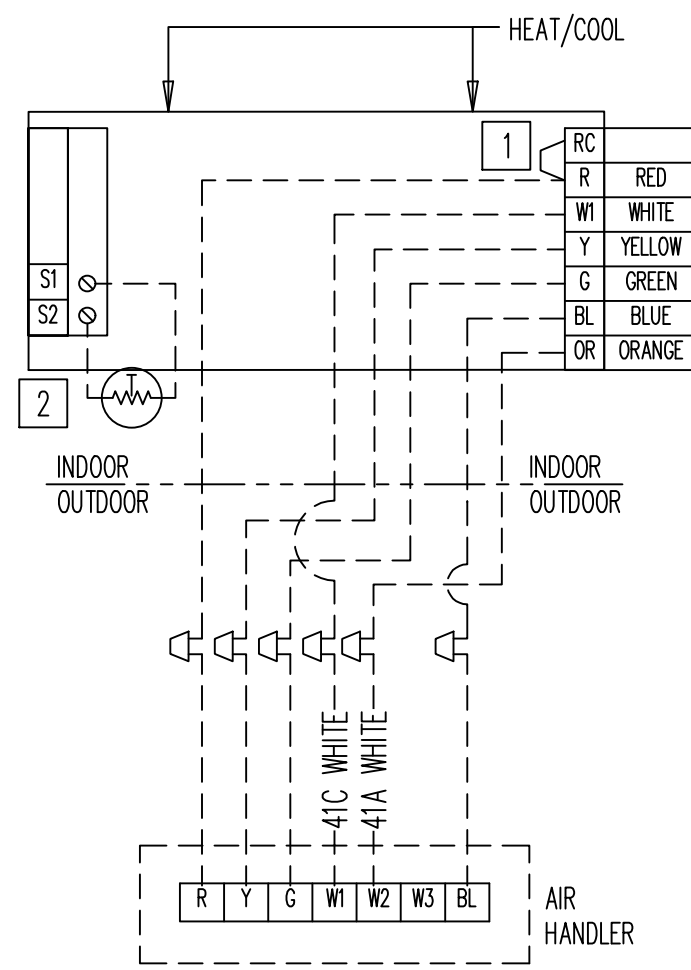 HEAT/COOL
1
RC
R RED
W1 WHITE
Y YELLOW
G GREEN
BL BLUE
OR ORANGE
S1
S2
2
INDOOR
OUTDOOR
INDOOR
OUTDOOR
41C WHITE
41A WHITE
R Y G W1 W2 W3 BL
AIR
HANDLER